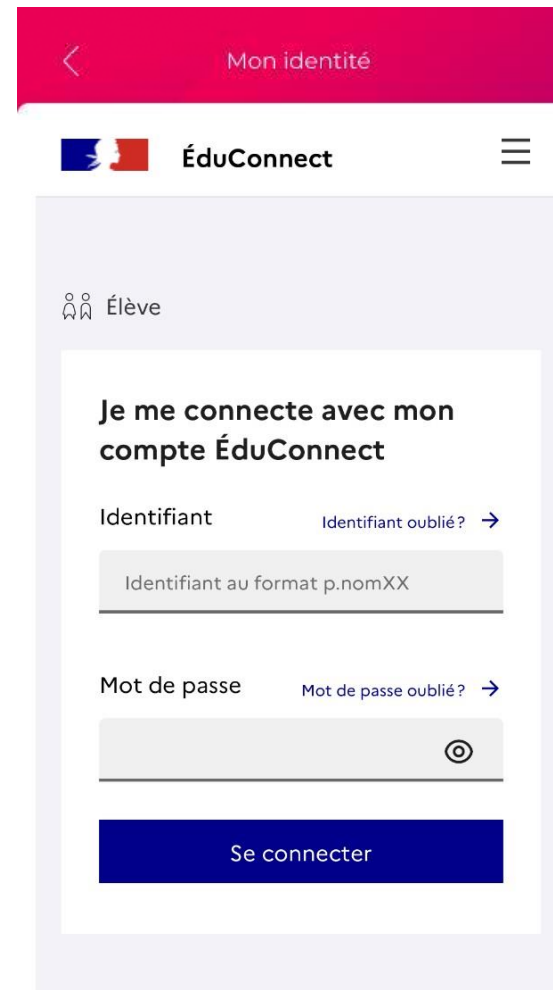 Mon identité
ÉduConnect
Élève
Je me connecte avec mon
compte ÉduConnect
Identifiant Identifiant oublié? →
Identifiant au format p.nomXX
Mot de passe Mot de passe oublié? →
Se connecter